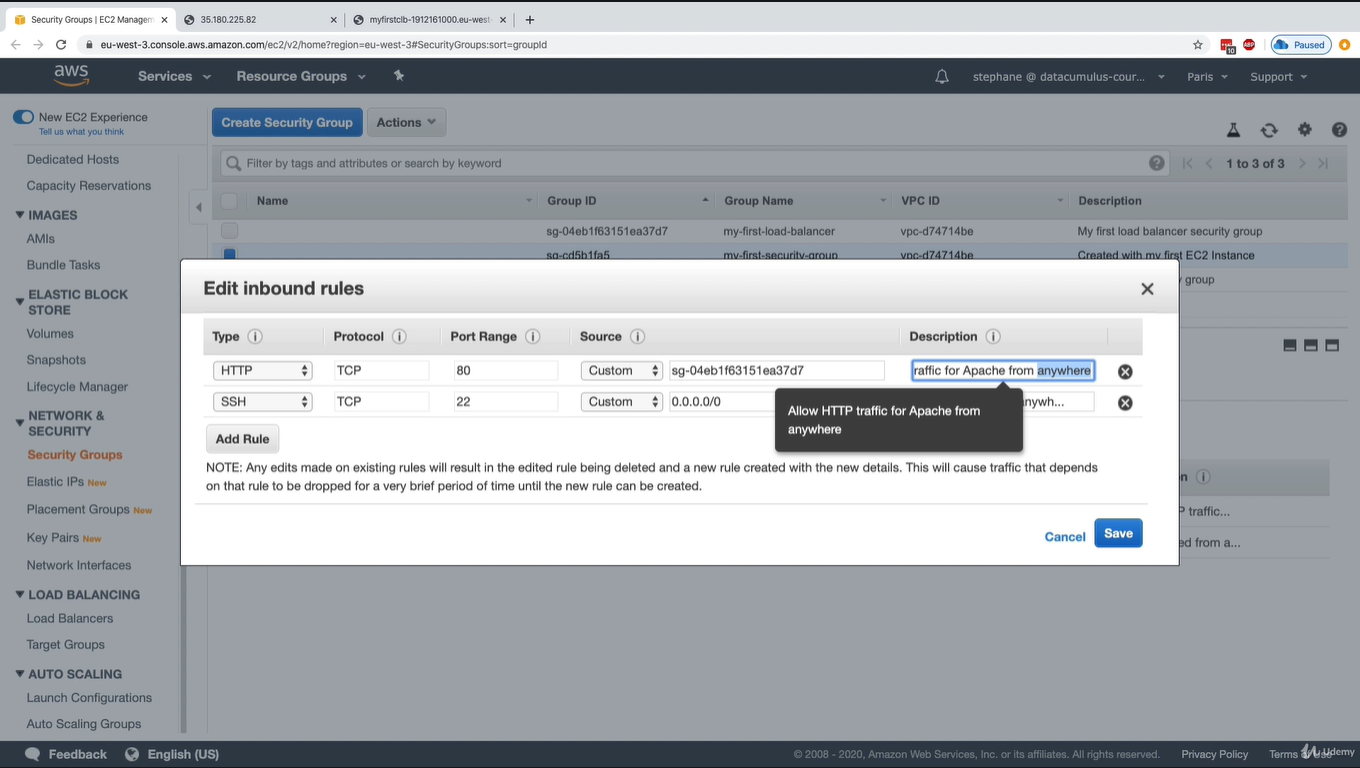 Security Groups | EC2 Managem
35.180.225.82
myfirstclb-1912161000.eu-west-
eu-west-3.console.aws.amazon.com/ec2/v2/home?region=eu-west-3#SecurityGroups:sort=groupId
10
ABP
Paused
aws
Services
Resource Groups
stephane @ datacumulus-cour...
Paris
Support
New EC2 Experience
Tell us what you think
Dedicated Hosts
Capacity Reservations
IMAGES
AMIs
Bundle Tasks
ELASTIC BLOCK
STORE
Volumes
Snapshots
Lifecycle Manager
NETWORK &
SECURITY
Security Groups
Elastic IPs New
Placement Groups New
Key Pairs New
Network Interfaces
LOAD BALANCING
Load Balancers
Target Groups
AUTO SCALING
Launch Configurations
Auto Scaling Groups
Create Security Group
Actions
Filter by tags and attributes or search by keyword
1 to 3 of 3
Name Group ID Group Name VPC ID Description
sg-04eb1f63151ea37d7 my-first-load-balancer vpc-d74714be My first load balancer security group
sg-cd5b1fa5 my-first-security-group vpc-d74714be Created with my first EC2 Instance
group
Edit inbound rules
Type Protocol Port Range Source Description
HTTP TCP 80 Custom sg-04eb1f63151ea37d7 raffic for Apache from anywhere
SSH TCP 22 Custom 0.0.0.0/0 anywh...
Allow HTTP traffic for Apache from
anywhere
Add Rule
NOTE: Any edits made on existing rules will result in the edited rule being deleted and a new rule created with the new details. This will cause traffic that depends
on that rule to be dropped for a very brief period of time until the new rule can be created.
Cancel
Save
n
P traffic...
ed from a...
Feedback
English (US)
© 2008 - 2020, Amazon Web Services, Inc. or its affiliates. All rights reserved.
Privacy Policy
Terms
Udemy